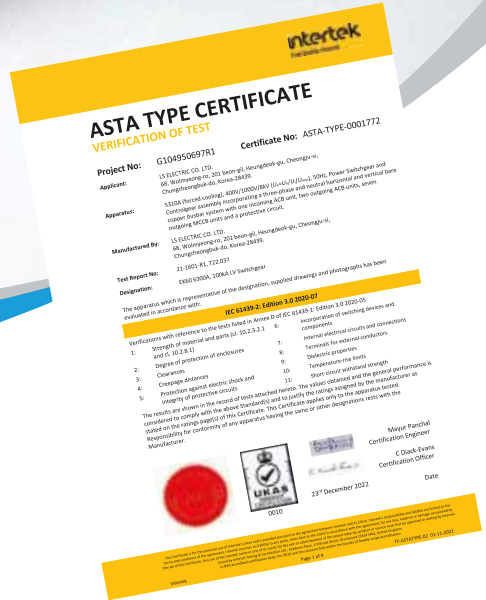 intertek
Total Quality. Assured.
ASTA TYPE CERTIFICATE
VERIFICATION OF TEST
Project No: G104950697R1 Certificate No: ASTA-TYPE-0001772
Applicant: LS ELECTRIC CO. LTD.
68, Wolmyeong-ro, 201 beon-gil, Heungdeok-gu, Cheongju-si,
Chungcheongbuk-do, Korea-28439.
Apparatus: 5310A (forced cooling), 400V/1000V/8kV (Uₑ/Uᵢ/Uᵢₘₚ), 50Hz, Power Switchgear and
Controlgear assembly incorporating a three-phase and neutral horizontal and vertical bare
copper busbar system with one incoming ACB unit, two outgoing ACB units, seven
outgoing MCCB units and a protective circuit.
Manufactured By: LS ELECTRIC CO. LTD.
68, Wolmyeong-ro, 201 beon-gil, Heungdeok-gu, Cheongju-si,
Chungcheongbuk-do, Korea-28439.
Test Report No: 21-1601-R1, T22.037
Designation: EX60 6300A, 100kA LV Switchgear
The apparatus which is representative of the designation, supplied drawings and photographs has been
evaluated in accordance with:
IEC 61439-2: Edition 3.0 2020-07
Verifications with reference to the tests listed in Annex D of IEC 61439-1: Edition 3.0 2020-05
1: Strength of material and parts (cl. 10.2.3.2.1
and cl. 10.2.8.1)
2: Degree of protection of enclosures
3: Clearances
4: Creepage distances
5: Protection against electric shock and
integrity of protective circuits
6: Incorporation of switching devices and
components
7: Internal electrical circuits and connections
8: Terminals for external conductors
9: Dielectric properties
10: Temperature-rise limits
11: Short-circuit withstand strength
The results are shown in the record of tests attached hereto. The values obtained and the general performance is
considered to comply with the above Standard(s) and to justify the ratings assigned by the manufacturer as
stated on the ratings page(s) of this Certificate. This Certificate applies only to the apparatus tested.
Responsibility for conformity of any apparatus having the same or other designations rests with the
Manufacturer.
Mayur Panchal
Certification Engineer
C Diack-Evans
Certification Officer
UKAS
0010
23rd December 2022
Date
Page 1 of 9
TF-ASTATYPE-02 03-11-2022
Intertek